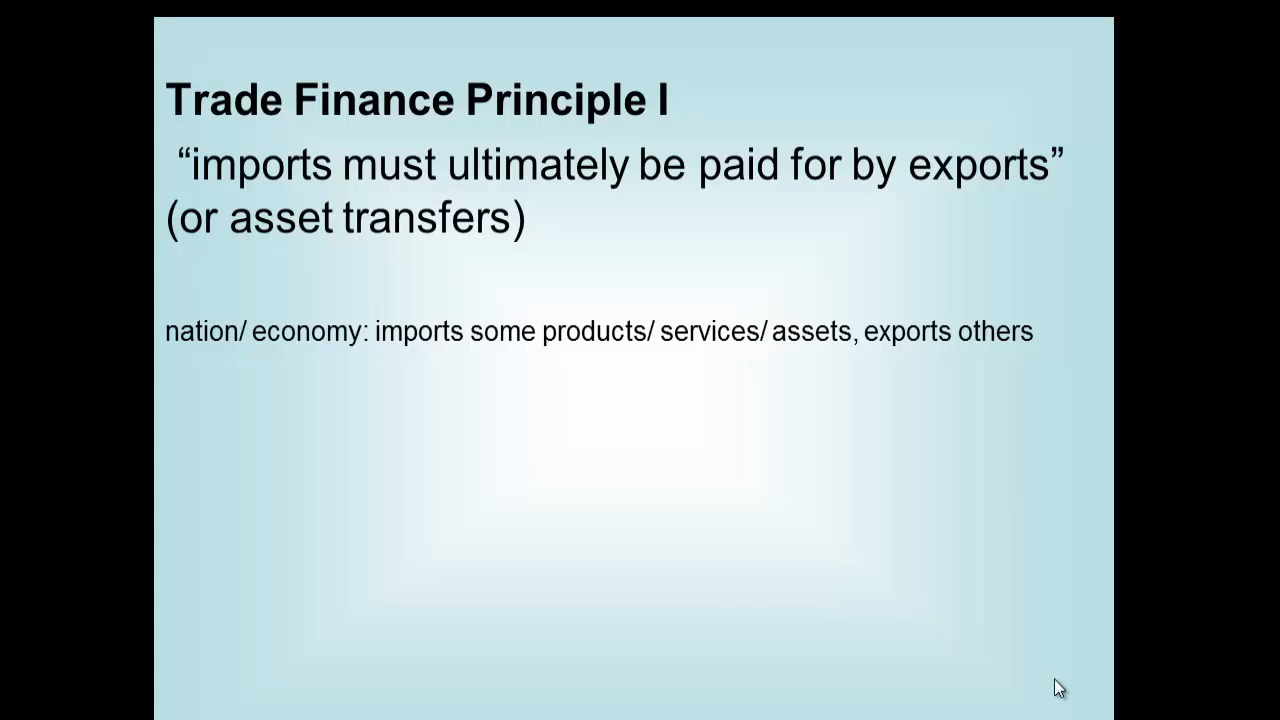 Trade Finance Principle I
“imports must ultimately be paid for by exports”
(or asset transfers)
nation/ economy: imports some products/ services/ assets, exports others